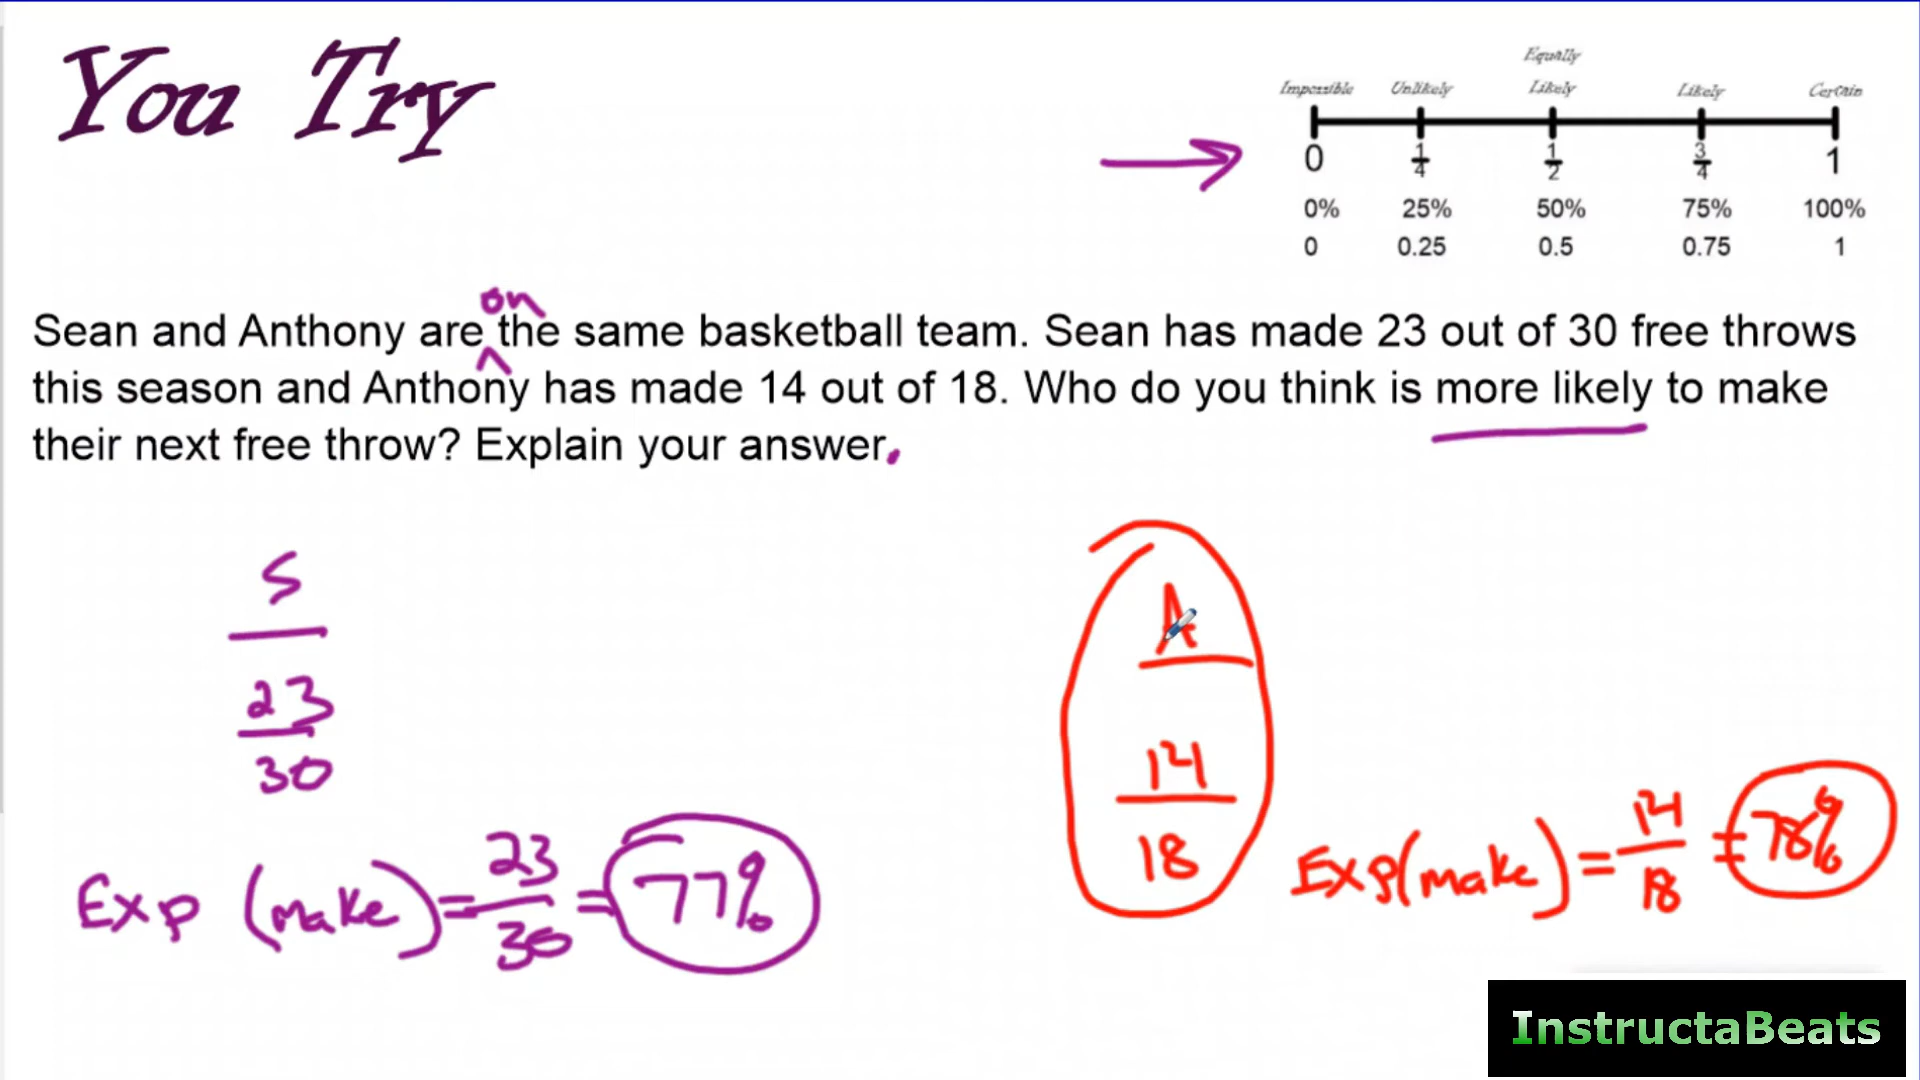 You Try
Equally
Impossible Unlikely Likely Likely Certain
0 1/4 1/2 3/4 1
0% 25% 50% 75% 100%
0 0.25 0.5 0.75 1
on
Sean and Anthony are the same basketball team. Sean has made 23 out of 30 free throws
this season and Anthony has made 14 out of 18. Who do you think is more likely to make
their next free throw? Explain your answer.
S
23
30
Exp (make) = 23/30 = 77%
A
14
18
Exp(make) = 14/18 = 78%
InstructaBeats